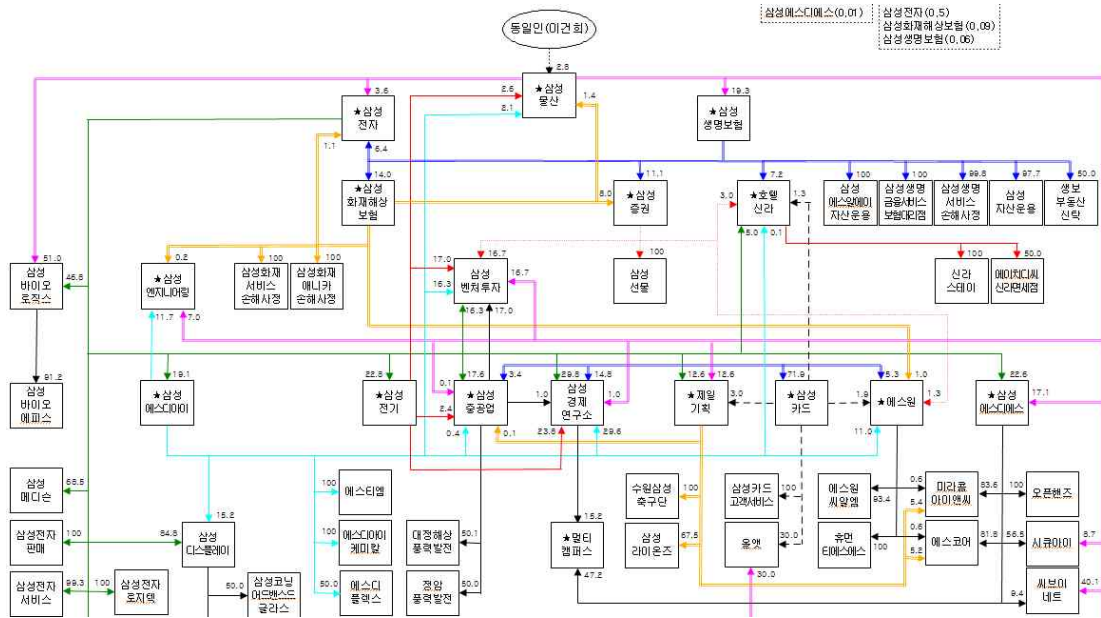 삼성에스디에스(0.01)
삼성전자(0.5)
삼성화재해상보험(0.09)
삼성생명보험(0.06)
동일인(이건희)
2.8
3.6
2.6
2.1
1.4
19.3
★삼성
물산
★삼성
전자
★삼성
생명보험
1.1
6.4
14.0
8.0
11.1
3.0
7.2
1.3
100
100
99.8
97.7
50.0
★삼성
화재해상
보험
★삼성
증권
★호텔
신라
삼성
에스알에이
자산운용
삼성생명
금융서비스
보험대리점
삼성생명
서비스
손해사정
삼성
자산운용
생보
부동산
신탁
5.0
0.1
51.0
46.8
0.2
100
100
17.0
16.3
16.7
16.7
100
100
50.0
삼성
바이오
로직스
★삼성
엔지니어링
삼성화재
서비스
손해사정
삼성화재
애니카
손해사정
삼성
벤처투자
삼성
선물
신라
스테이
에이치디씨
신라면세점
11.7
7.0
16.3
17.0
91.2
19.1
22.8
0.1
17.6
3.4
29.8
14.8
12.6
12.6
71.9
5.3
1.0
22.6
17.1
삼성
바이오
에피스
★삼성
에스디아이
★삼성
전기
★삼성
중공업
삼성
경제
연구소
★제일
기획
★삼성
카드
★에스원
★삼성
에스디에스
2.4
1.0
1.0
3.0
1.9
1.3
0.4
0.1
23.8
29.6
11.0
68.5
삼성
메디슨
100
에스티엠
수원삼성
축구단
100
삼성카드
고객서비스
100
에스원
씨알엠
93.4
0.6
미라콤
아이앤씨
83.6
100
오픈핸즈
5.4
삼성전자
판매
100
84.8
15.2
삼성
디스플레이
100
에스디아이
케미칼
대정해상
풍력발전
50.1
15.2
★멀티
캠퍼스
47.2
삼성
라이온즈
67.5
올앳
30.0
30.0
휴먼
티에스에스
100
0.6
에스코어
5.2
81.8
56.5
시큐아이
8.7
삼성전자
서비스
99.3
100
삼성전자
로지텍
50.0
삼성코닝
어드밴스드
글라스
50.0
에스디
플렉스
정암
풍력발전
50.0
9.4
씨브이
네트
40.1